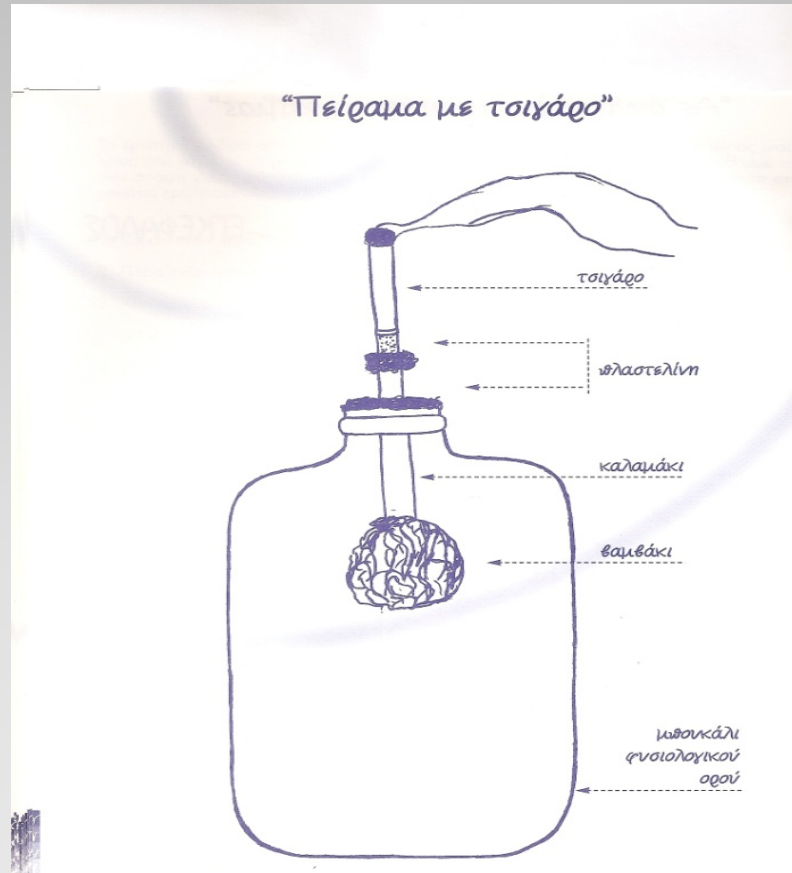 “Πείραμα με τσιγάρο”
τσιγάρο
πλαστελίνη
καλαμάκι
βαμβάκι
μπουκάλι
φυσιολογικού
ορού